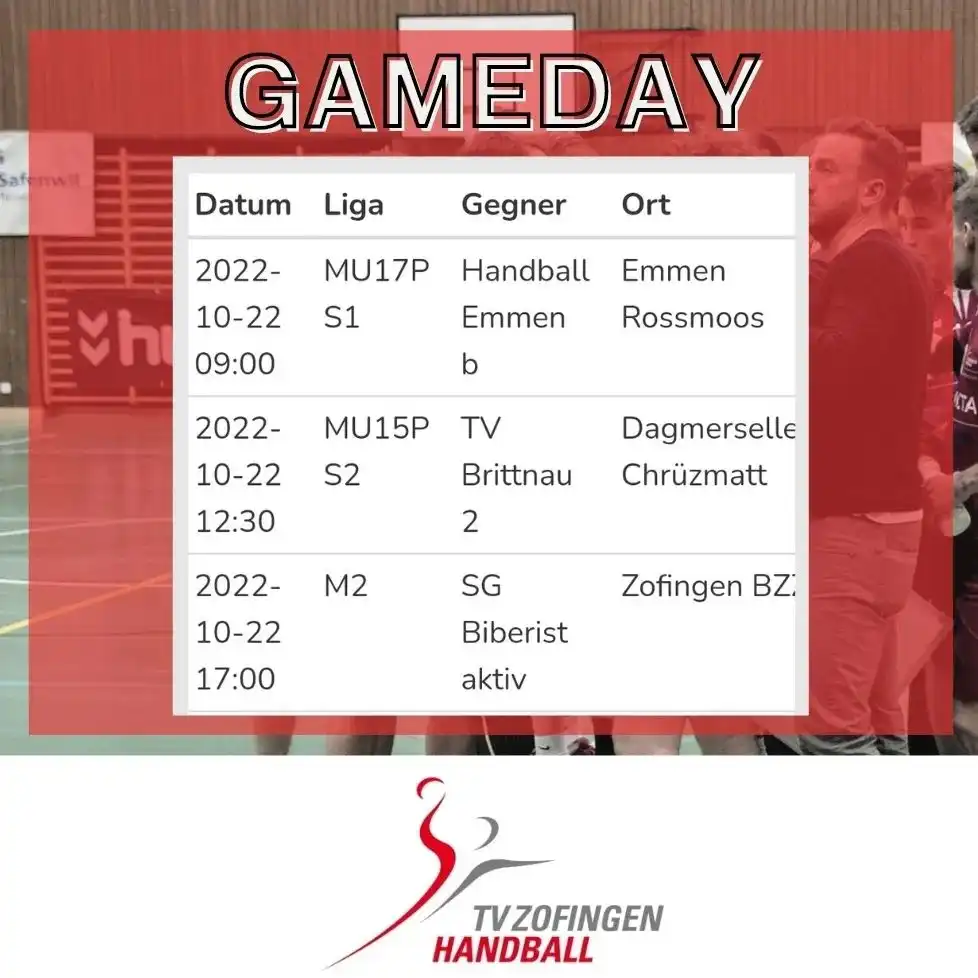 GAMEDAY
Datum Liga Gegner Ort
2022- MU17P Handball Emmen
10-22 S1 Emmen Rossmoos
09:00 b
2022- MU15P TV Dagmerselle
10-22 S2 Brittnau Chrüzmatt
12:30 2
2022- M2 SG Zofingen BZZ
10-22 Biberist
17:00 aktiv
Safenwil
hu
TV ZOFINGEN
HANDBALL